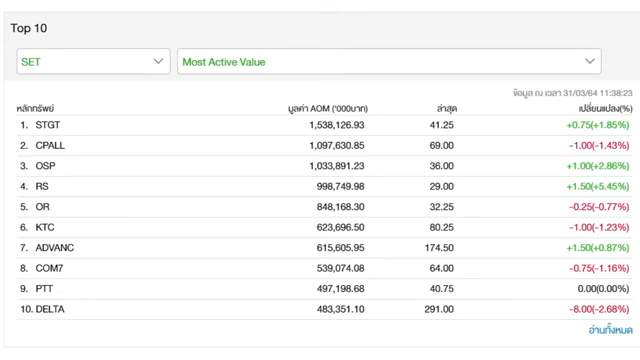 Top 10
SET
Most Active Value
ข้อมูล ณ เวลา 31/03/64 11:38:23
หลักทรัพย์ มูลค่า AOM ('000บาท) ล่าสุด เปลี่ยนแปลง(%)
1. STGT 1,538,126.93 41.25 +0.75(+1.85%)
2. CPALL 1,097,630.85 69.00 -1.00(-1.43%)
3. OSP 1,033,891.23 36.00 +1.00(+2.86%)
4. RS 998,749.98 29.00 +1.50(+5.45%)
5. OR 848,168.30 32.25 -0.25(-0.77%)
6. KTC 623,696.50 80.25 -1.00(-1.23%)
7. ADVANC 615,605.95 174.50 +1.50(+0.87%)
8. COM7 539,074.08 64.00 -0.75(-1.16%)
9. PTT 497,198.68 40.75 0.00(0.00%)
10. DELTA 483,351.10 291.00 -8.00(-2.68%)
อ่านทั้งหมด